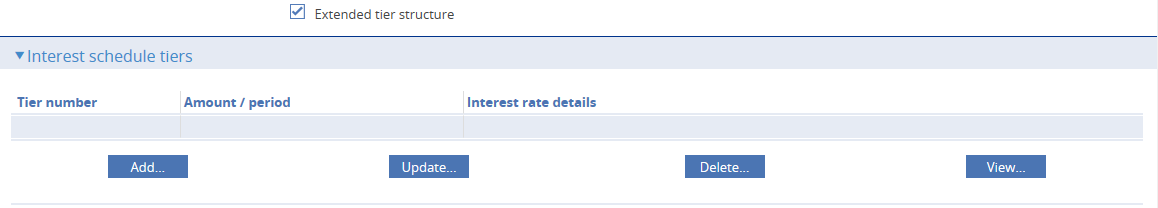 Extended tier structure
Interest schedule tiers
Tier number Amount / period Interest rate details
Add... Update... Delete... View...